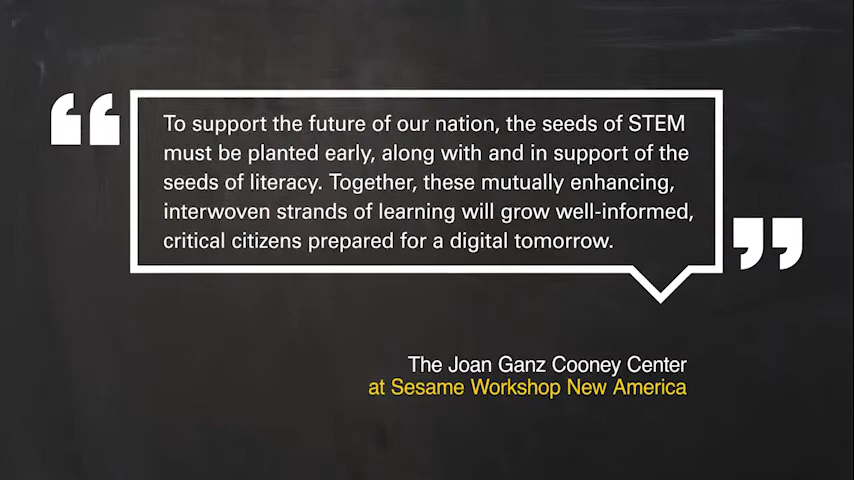 To support the future of our nation, the seeds of STEM
must be planted early, along with and in support of the
seeds of literacy. Together, these mutually enhancing,
interwoven strands of learning will grow well-informed,
critical citizens prepared for a digital tomorrow.
The Joan Ganz Cooney Center
at Sesame Workshop New America